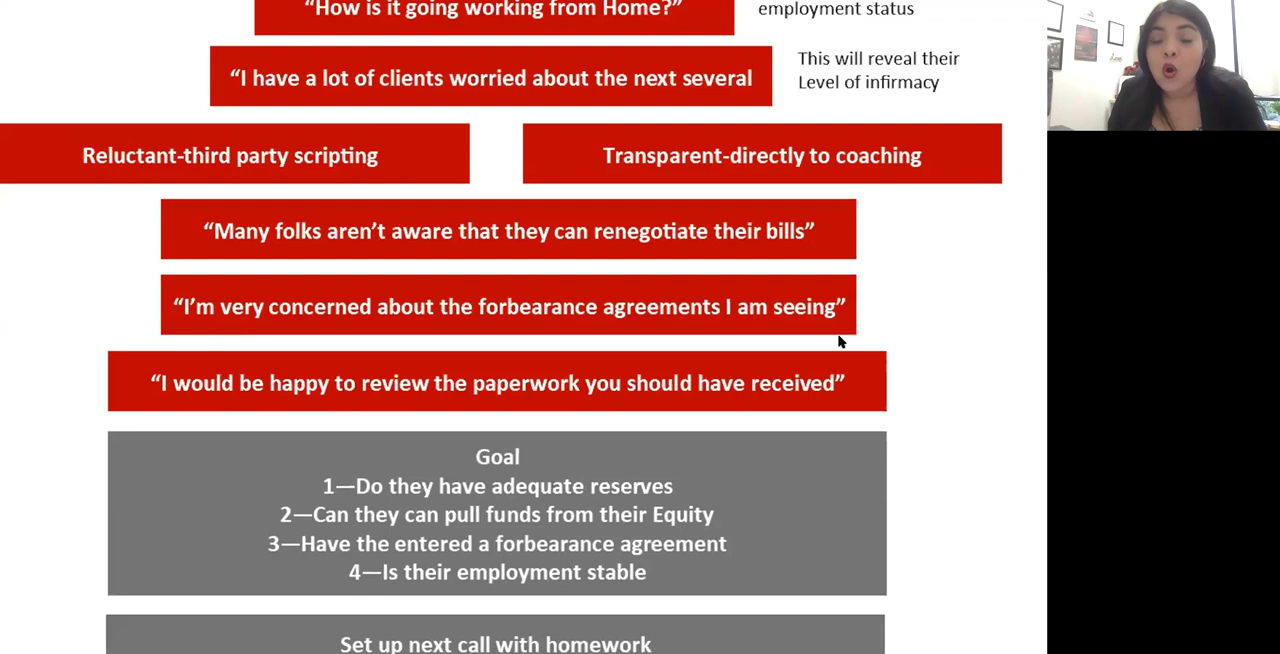 “How is it going working from Home?”
employment status
“I have a lot of clients worried about the next several
This will reveal their
Level of infirmacy
Reluctant-third party scripting
Transparent-directly to coaching
“Many folks aren’t aware that they can renegotiate their bills”
“I’m very concerned about the forbearance agreements I am seeing”
“I would be happy to review the paperwork you should have received”
Goal
1—Do they have adequate reserves
2—Can they can pull funds from their Equity
3—Have the entered a forbearance agreement
4—Is their employment stable
Set up next call with homework